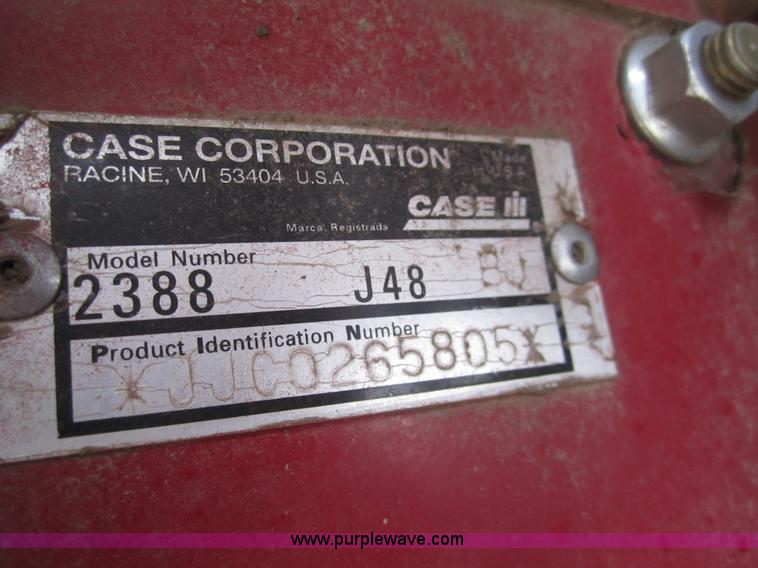 CASE CORPORATION
Made
in U S A
RACINE, WI 53404 U.S.A.
CASE IH
Marca Registrada
Model Number
2388 J48 BJ
Product Identification Number
*JJC0265805*
www.purplewave.com